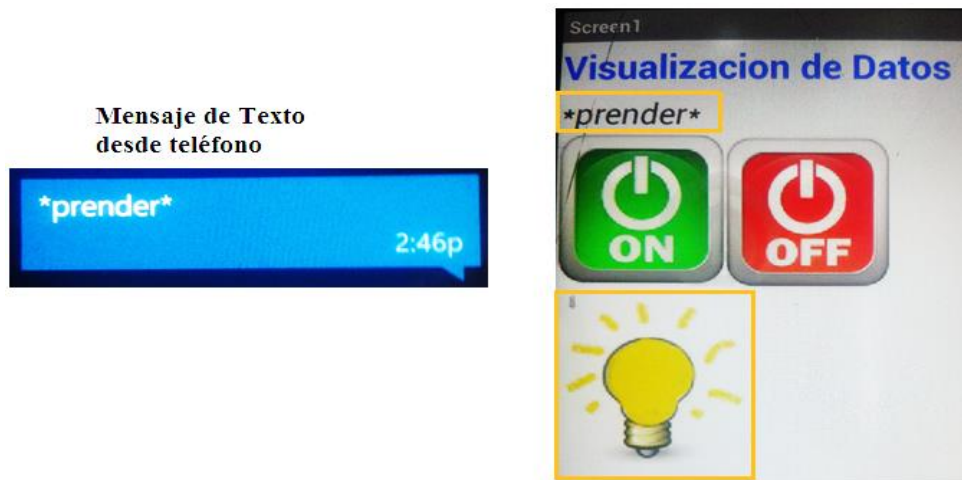 Mensaje de Texto
desde teléfono
*prender*
2:46p
Screen1
Visualizacion de Datos
*prender*
ON
OFF